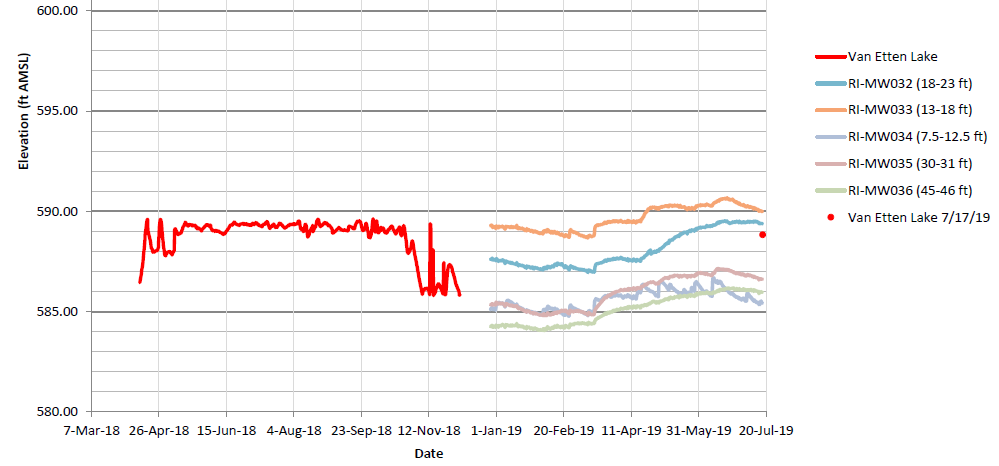 600.00
595.00
590.00
585.00
580.00
Elevation (ft AMSL)
7-Mar-18 26-Apr-18 15-Jun-18 4-Aug-18 23-Sep-18 12-Nov-18 1-Jan-19 20-Feb-19 11-Apr-19 31-May-19 20-Jul-19
Date
Van Etten Lake
RI-MW032 (18-23 ft)
RI-MW033 (13-18 ft)
RI-MW034 (7.5-12.5 ft)
RI-MW035 (30-31 ft)
RI-MW036 (45-46 ft)
Van Etten Lake 7/17/19